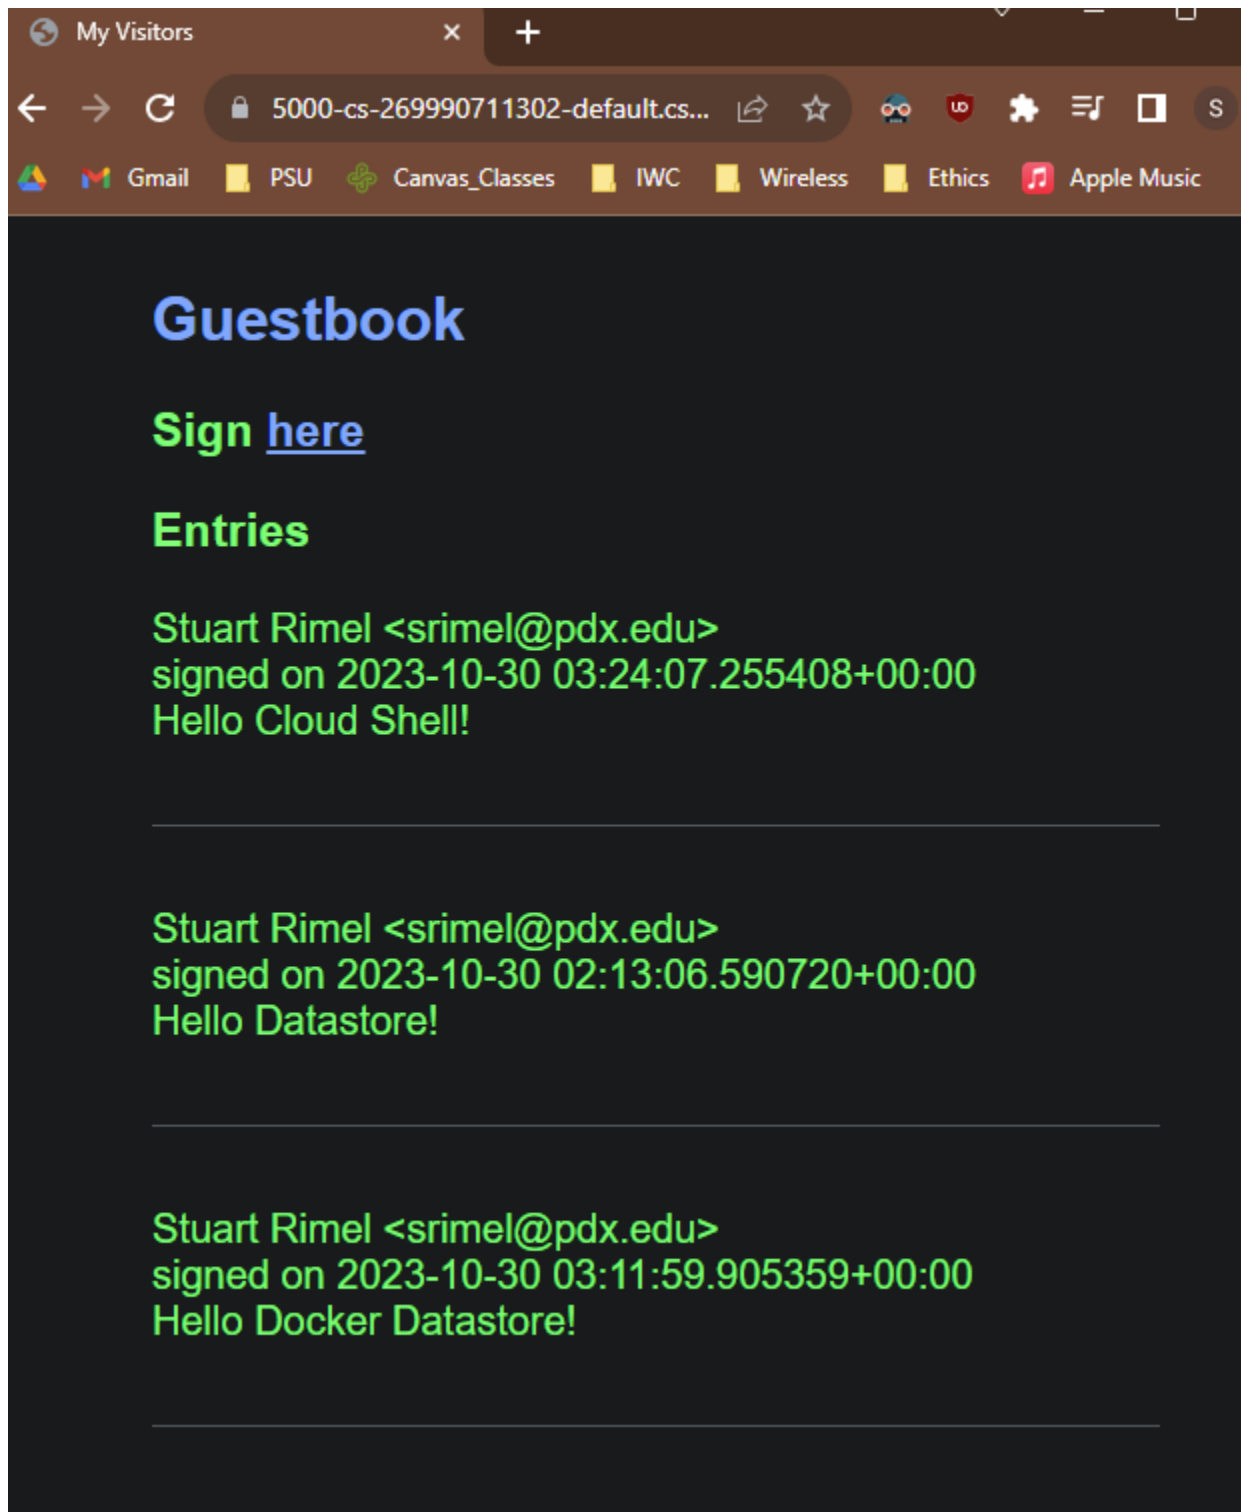 My Visitors
5000-cs-269990711302-default.cs...
S
Gmail PSU Canvas_Classes IWC Wireless Ethics Apple Music
Guestbook
Sign here
Entries
Stuart Rimel <srimel@pdx.edu>
signed on 2023-10-30 03:24:07.255408+00:00
Hello Cloud Shell!
Stuart Rimel <srimel@pdx.edu>
signed on 2023-10-30 02:13:06.590720+00:00
Hello Datastore!
Stuart Rimel <srimel@pdx.edu>
signed on 2023-10-30 03:11:59.905359+00:00
Hello Docker Datastore!